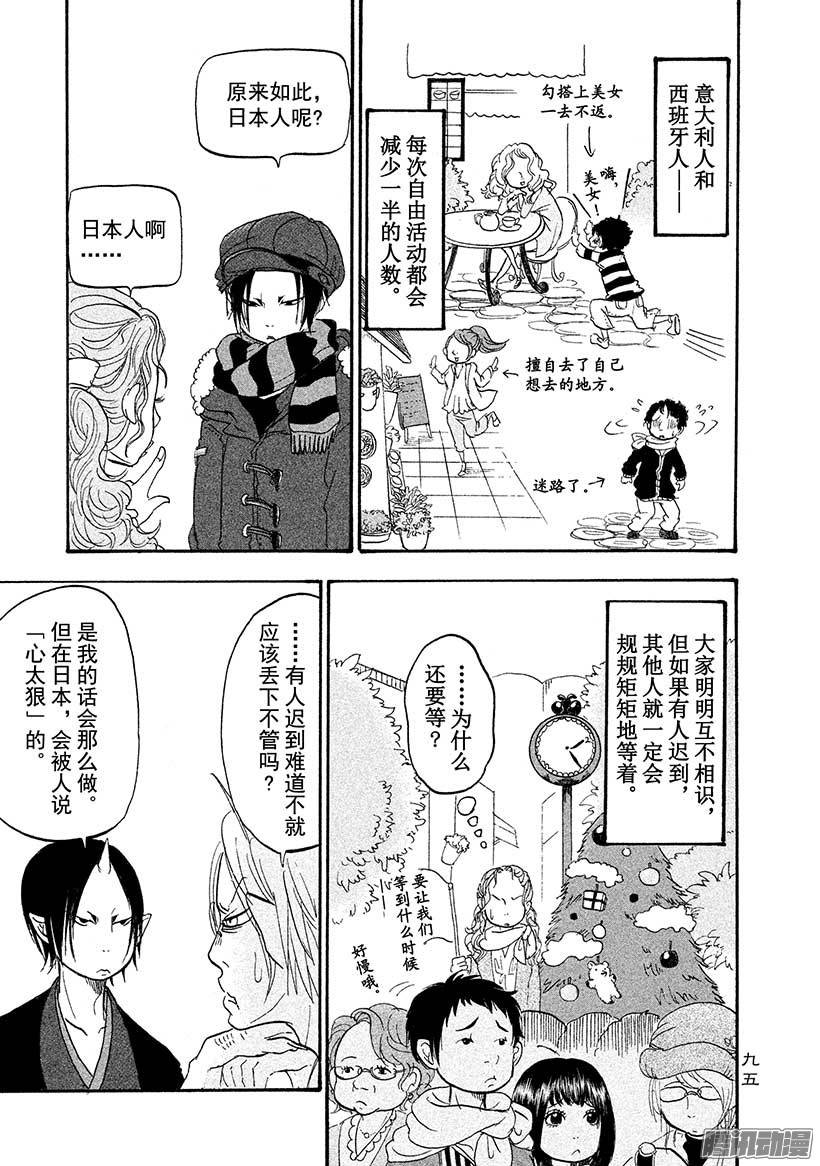 意大利人和
西班牙人——
勾搭上美女
一去不返。
嗨,
美女!
每次自由活动都会
减少一半的人数。
擅自去了自己
想去的地方。
迷路了。
原来如此,
日本人呢?
日本人啊
……
大家明明互不相识,
但如果有人迟到,
其他人就一定会
规规矩矩地等着。
……为什么
还要等?
要让我们
等到什么时候
好慢哦。
……有人迟到难道不就
应该丢下不管吗?
是我的话会那么做。
但在日本,会被人说
「心太狠」的。
九五
腾讯动漫